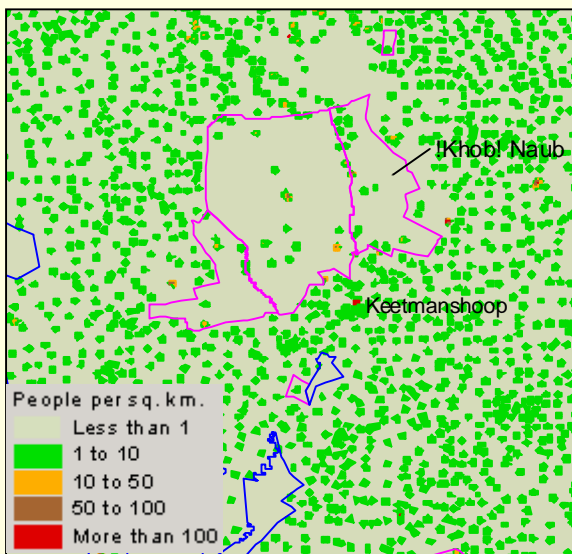 !Khob! Naub
Keetmanshoop
People per sq. km.
Less than 1
1 to 10
10 to 50
50 to 100
More than 100